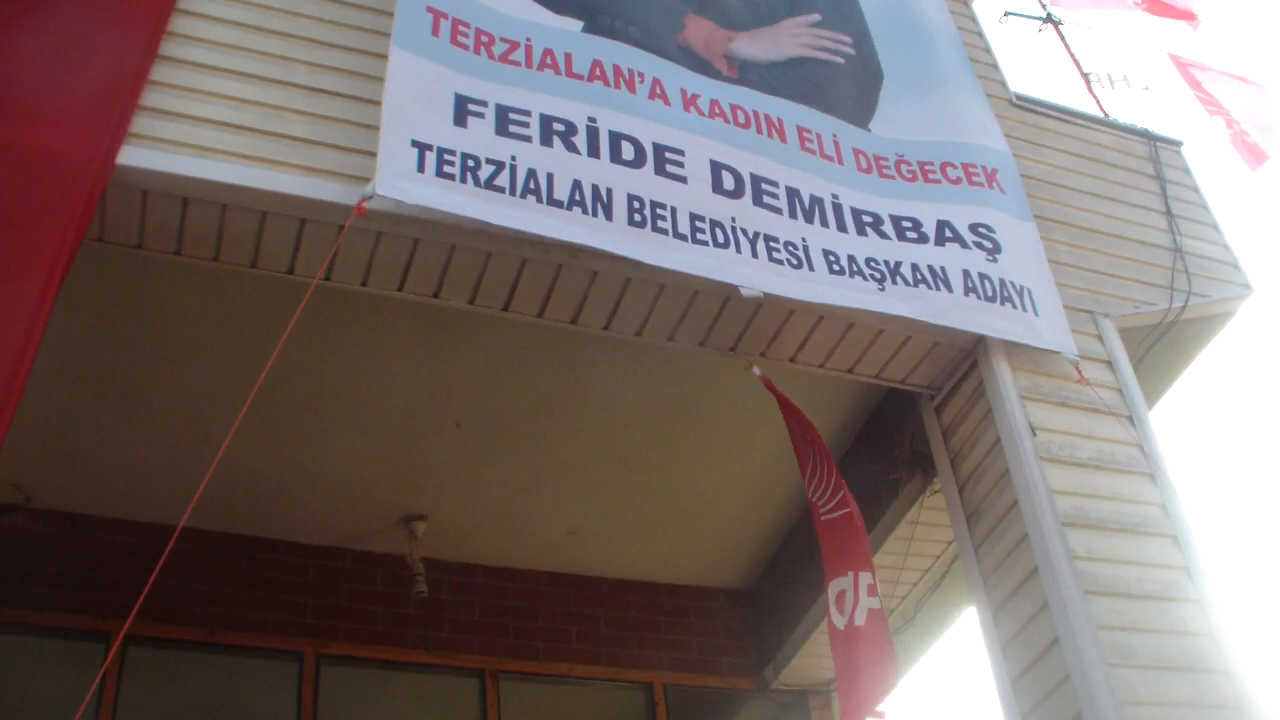 TERZİALAN'A KADIN ELİ DEĞECEK
FERİDE DEMİRBAŞ
TERZİALAN BELEDİYESİ BAŞKAN ADAYI